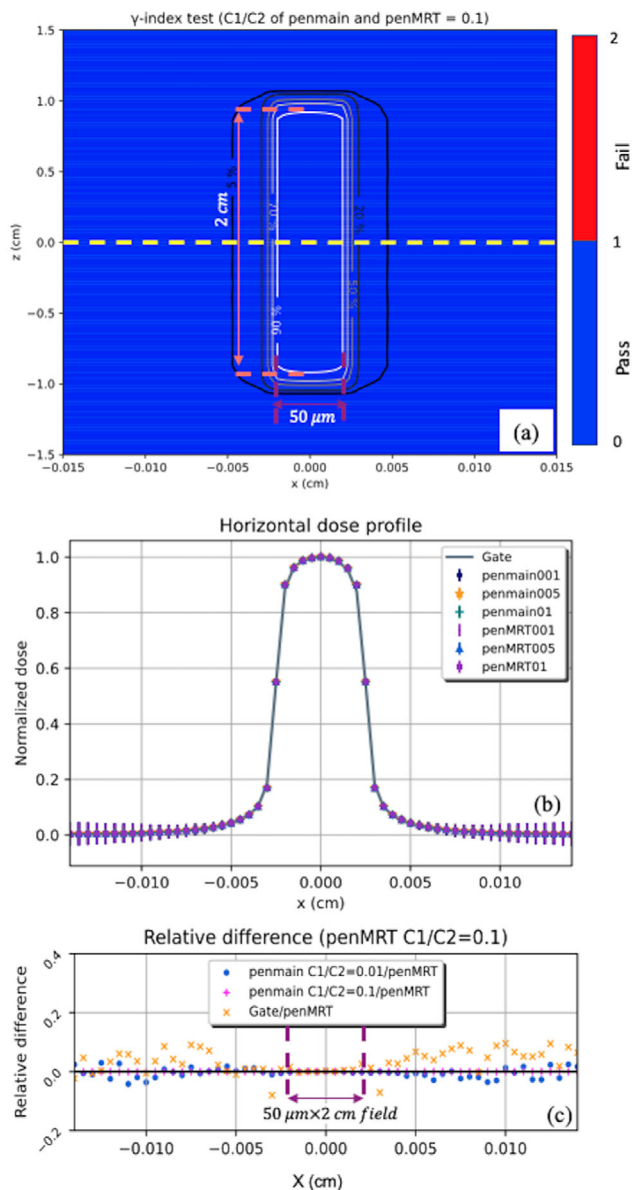 γ-index test (C1/C2 of penmain and penMRT = 0.1)
1.5
1.0
0.5
0.0
−0.5
−1.0
−1.5
z (cm)
2 cm
5 %
70 %
20 %
50 %
90 %
50 μm
(a)
−0.015
−0.010
−0.005
0.000
0.005
0.010
0.015
x (cm)
2
Fail
1
Pass
0
Horizontal dose profile
1.0
0.8
0.6
0.4
0.2
0.0
Normalized dose
Gate
penmain001
penmain005
penmain01
penMRT001
penMRT005
penMRT01
(b)
−0.010
−0.005
0.000
0.005
0.010
x (cm)
Relative difference (penMRT C1/C2=0.1)
0.4
0.2
0.0
−0.2
Relative difference
penmain C1/C2=0.01/penMRT
penmain C1/C2=0.1/penMRT
Gate/penMRT
50 μm×2 cm field
(c)
−0.010
−0.005
0.000
0.005
0.010
X (cm)